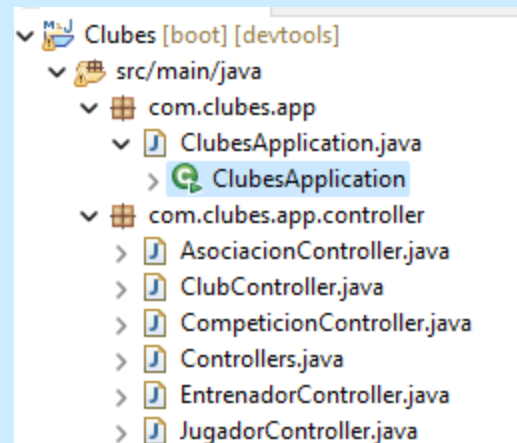 Clubes [boot] [devtools]
src/main/java
com.clubes.app
ClubesApplication.java
ClubesApplication
com.clubes.app.controller
AsociacionController.java
ClubController.java
CompeticionController.java
Controllers.java
EntrenadorController.java
JugadorController.java